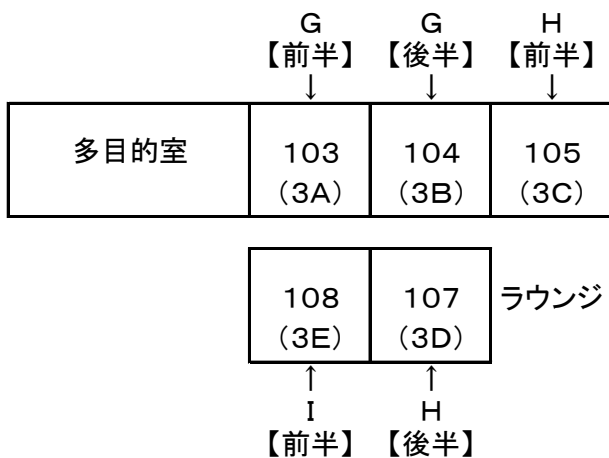 G G H
【前半】 【後半】 【前半】
↓ ↓ ↓
多目的室 103 104 105
（3A） （3B） （3C）
108 107 ラウンジ
（3E） （3D）
↑ ↑
I H
【前半】 【後半】